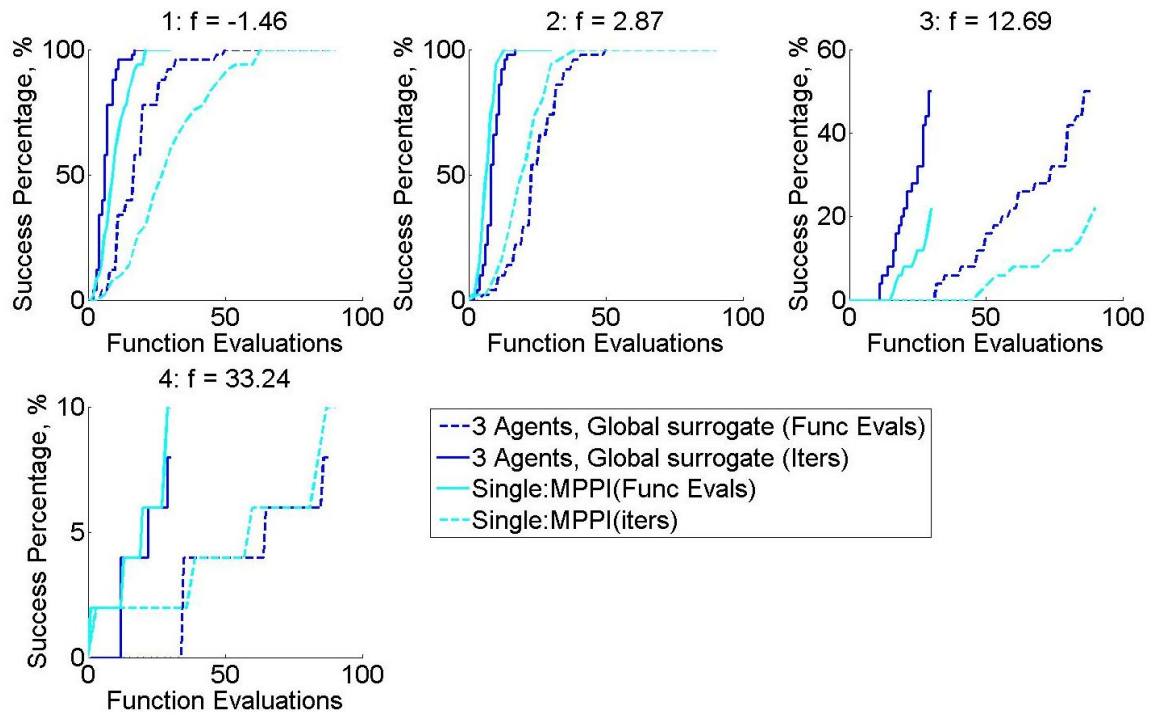 1: f = -1.46
Success Percentage, %
100
50
0
0 50 100
Function Evaluations
2: f = 2.87
Success Percentage, %
100
50
0
0 50 100
Function Evaluations
3: f = 12.69
Success Percentage, %
60
40
20
0
0 50 100
Function Evaluations
4: f = 33.24
Success Percentage, %
10
5
0
0 50 100
Function Evaluations
3 Agents, Global surrogate (Func Evals)
3 Agents, Global surrogate (Iters)
Single:MPPI(Func Evals)
Single:MPPI(iters)